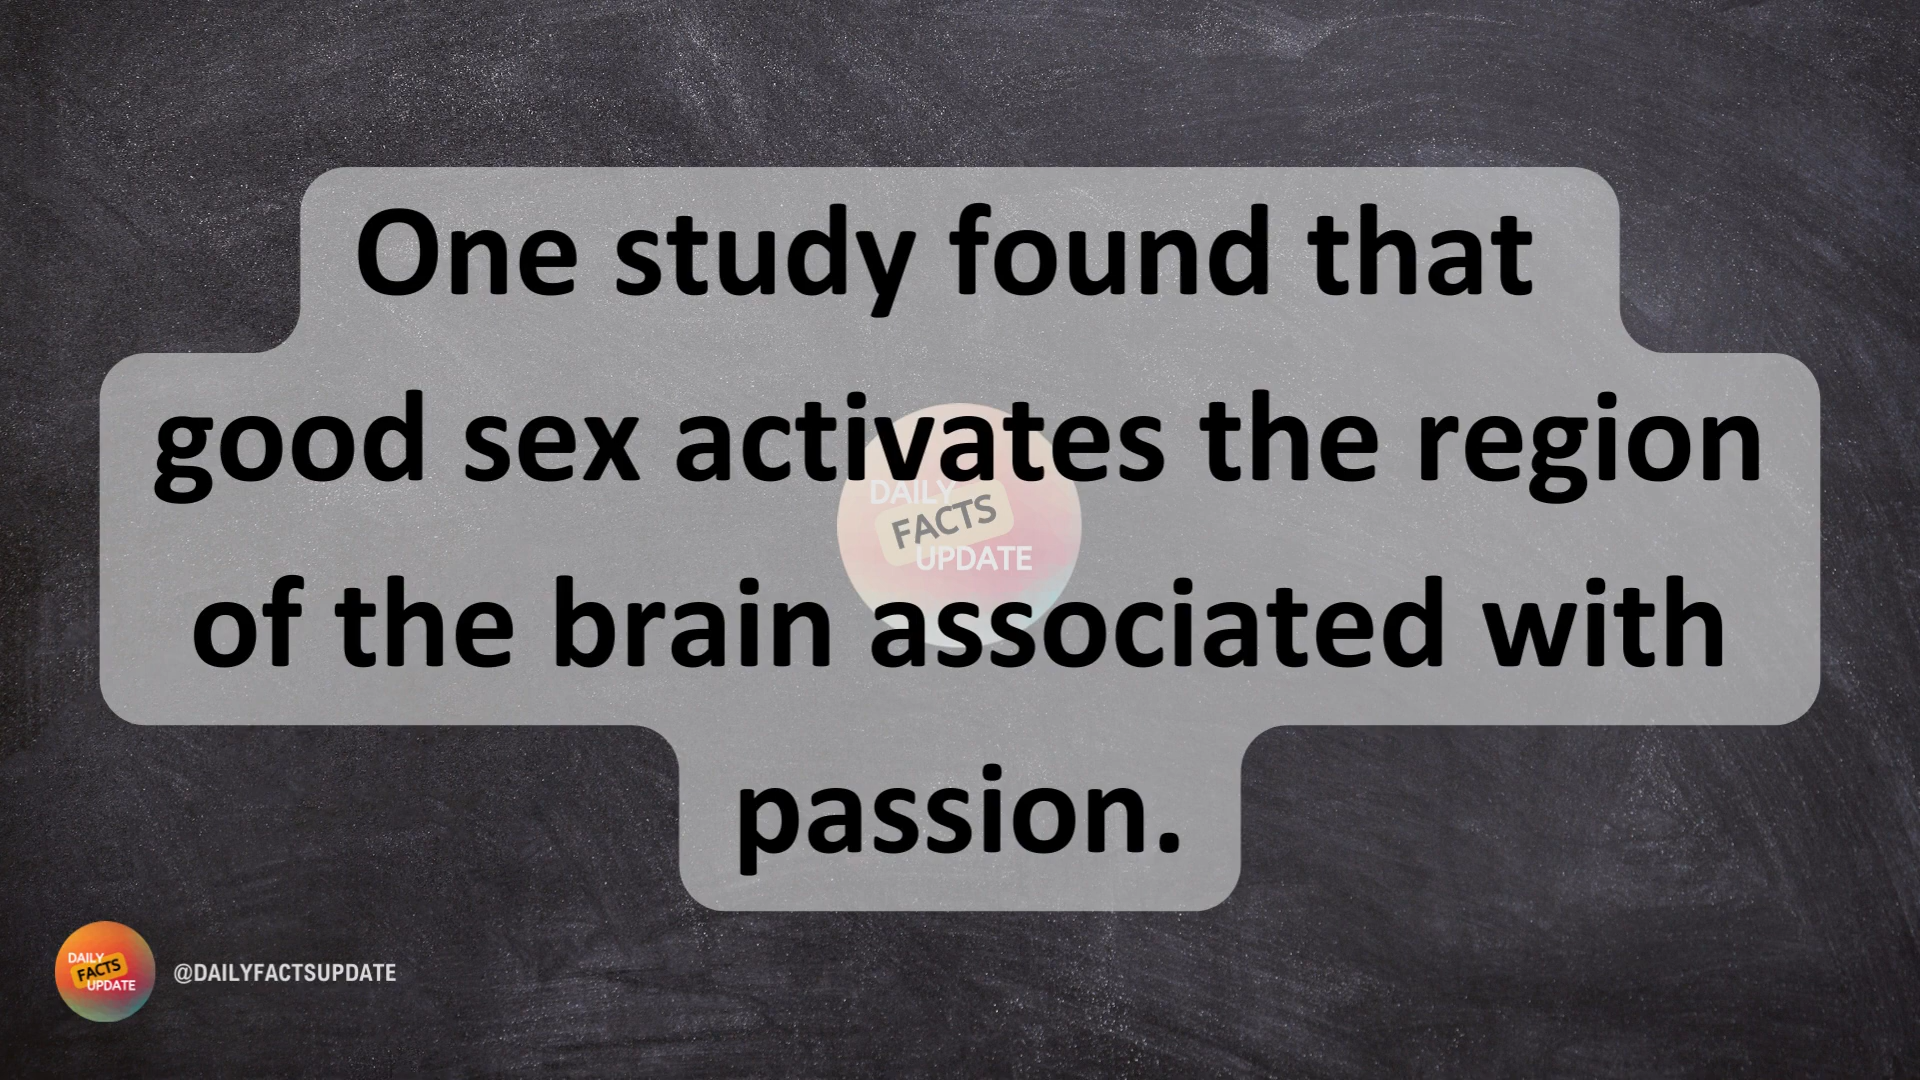 One study found that
good sex activates the region
DAILY
FACTS
UPDATE
of the brain associated with
passion.
DAILY
FACTS
UPDATE
@DAILYFACTSUPDATE